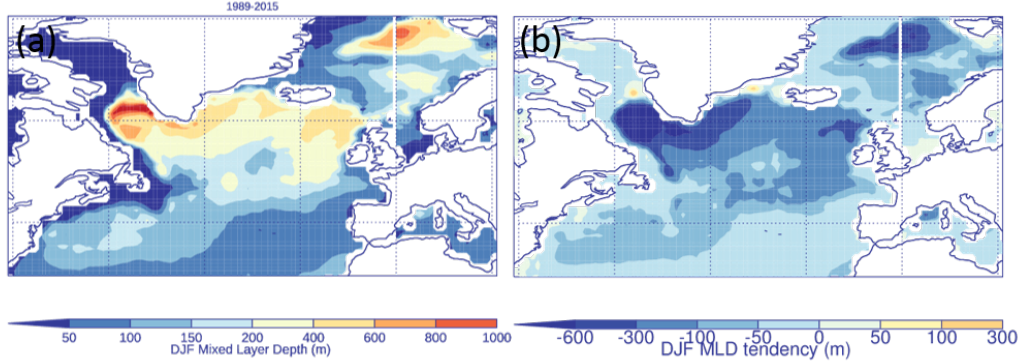 1989-2015
(a)
(b)
50 100 150 200 400 600 800 1000
DJF Mixed Layer Depth (m)
-600 -300 -100 -50 0 50 100 300
DJF MLD tendency (m)